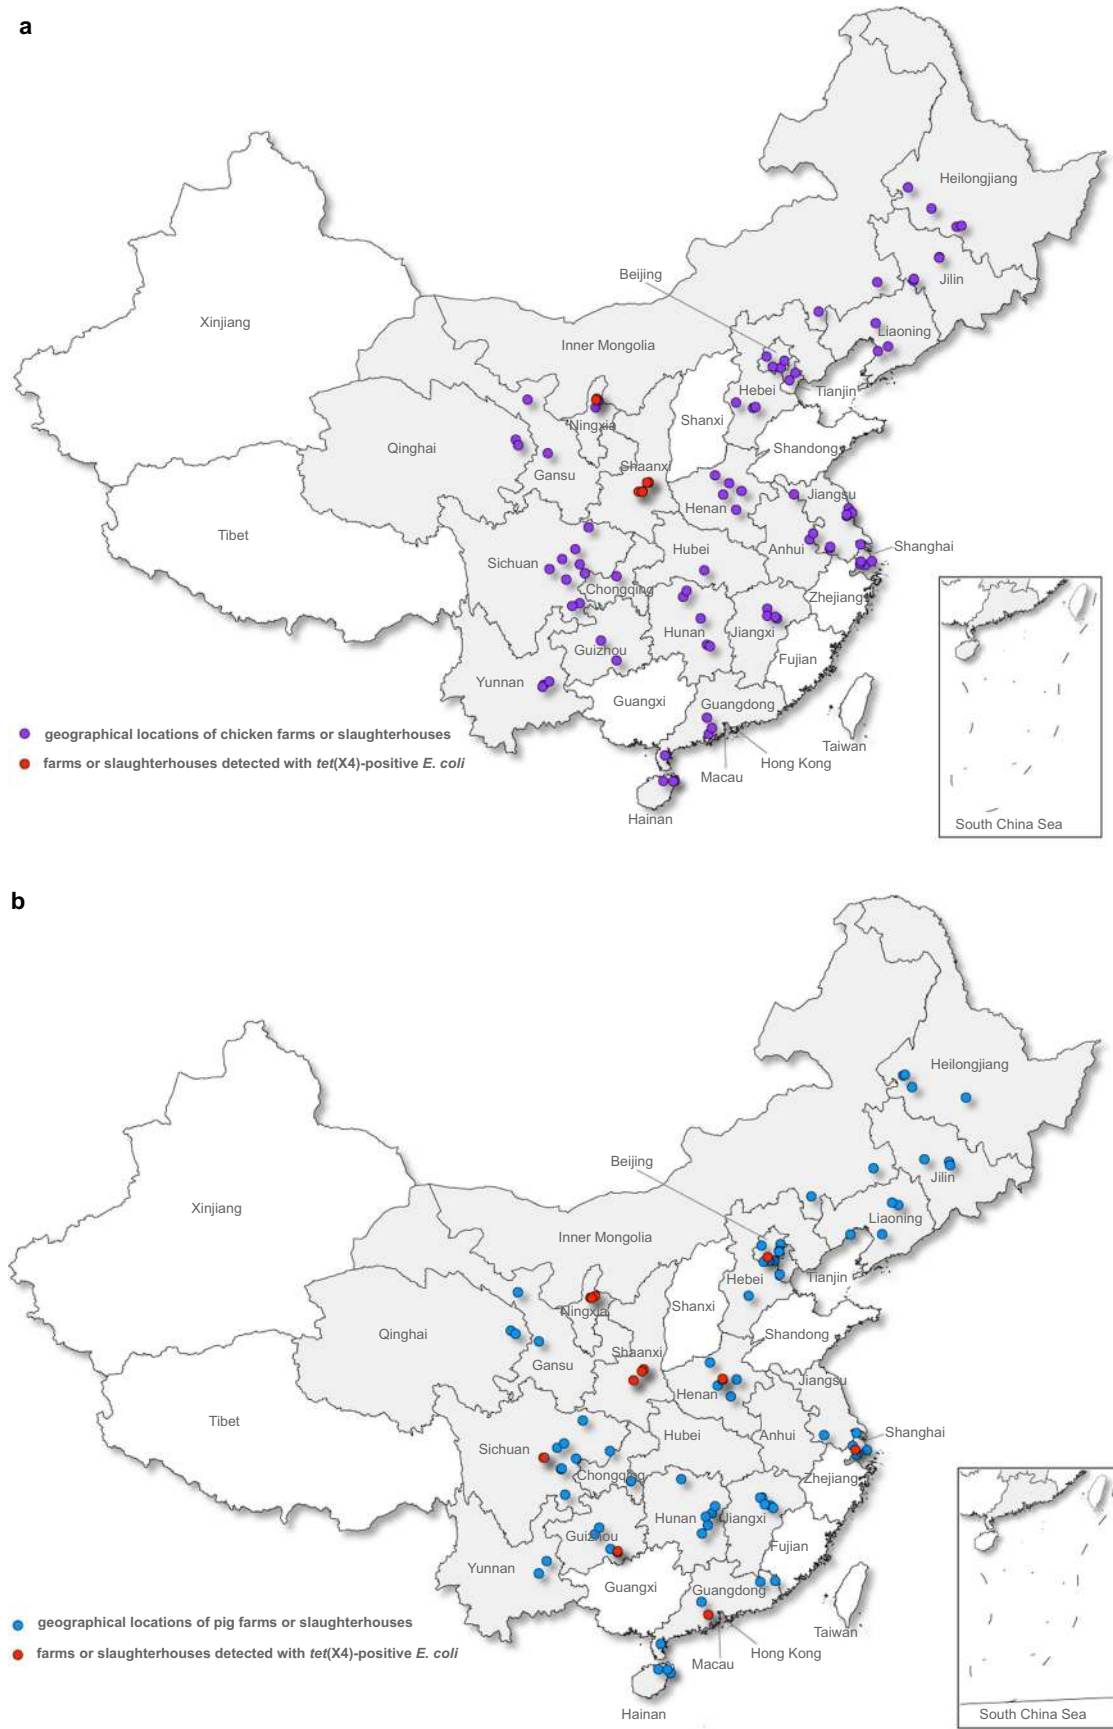 a
Heilongjiang
Beijing
Jilin
Xinjiang
Liaoning
Inner Mongolia
Hebei
Tianjin
Shanxi
Ningxia
Qinghai
Shandong
Gansu
Shaanxi
Jiangsu
Henan
Tibet
Hubei
Anhui
Shanghai
Sichuan
Chongqing
Zhejiang
Hunan
Jiangxi
Guizhou
Fujian
Yunnan
Guangxi
Guangdong
geographical locations of chicken farms or slaughterhouses
Taiwan
farms or slaughterhouses detected with tet(X4)-positive E. coli
Hong Kong
Macau
Hainan
South China Sea
b
Heilongjiang
Beijing
Jilin
Xinjiang
Liaoning
Inner Mongolia
Hebei
Tianjin
Shanxi
Ningxia
Qinghai
Shandong
Shaanxi
Gansu
Jiangsu
Henan
Tibet
Hubei
Anhui
Shanghai
Sichuan
Chongqing
Zhejiang
Hunan
Jiangxi
Guizhou
Fujian
Yunnan
Guangxi
Guangdong
geographical locations of pig farms or slaughterhouses
Taiwan
farms or slaughterhouses detected with tet(X4)-positive E. coli
Hong Kong
Macau
Hainan
South China Sea